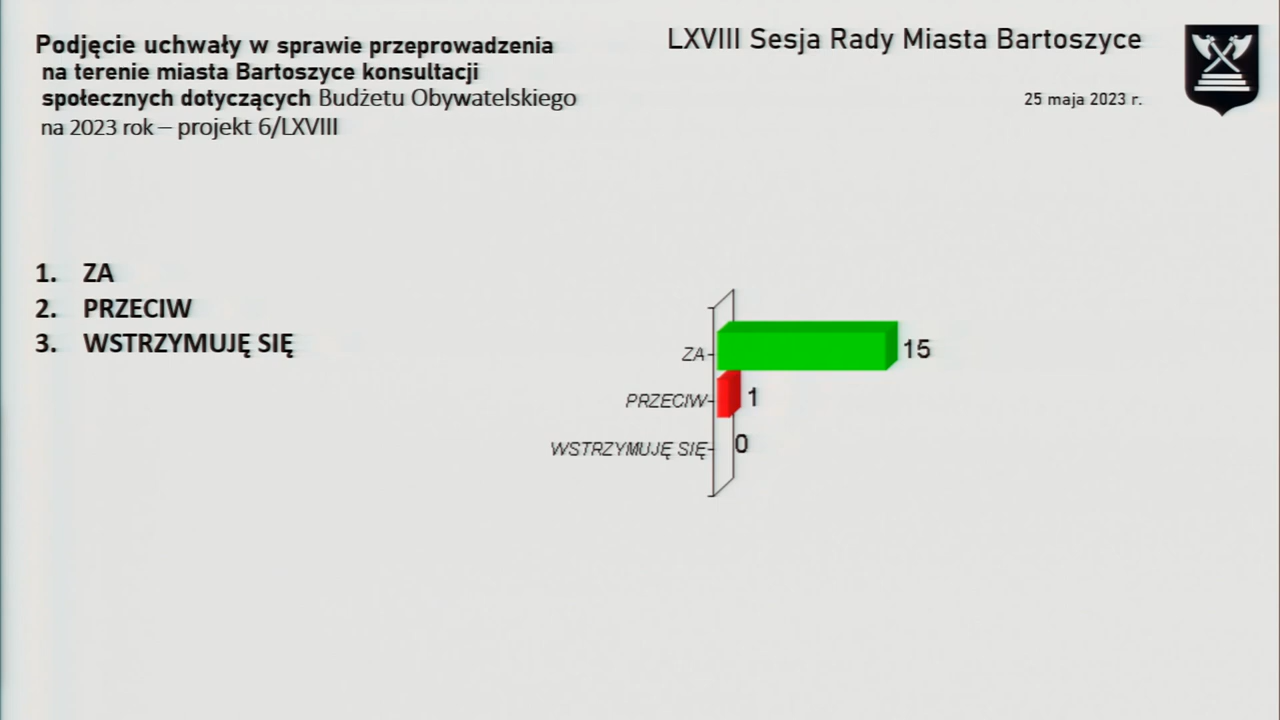 Podjęcie uchwały w sprawie przeprowadzenia
na terenie miasta Bartoszyce konsultacji
społecznych dotyczących Budżetu Obywatelskiego
na 2023 rok – projekt 6/LXVIII
LXVIII Sesja Rady Miasta Bartoszyce
25 maja 2023 r.
1. ZA
2. PRZECIW
3. WSTRZYMUJĘ SIĘ
ZA 15
PRZECIW 1
WSTRZYMUJĘ SIĘ 0